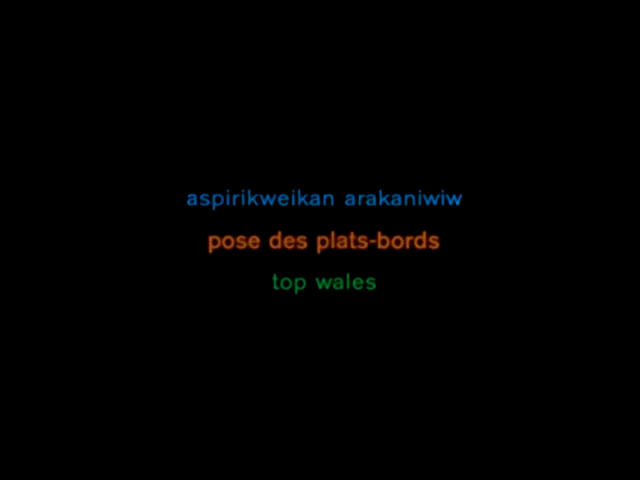 aspirikweikan arakaniwiw
pose des plats-bords
top wales